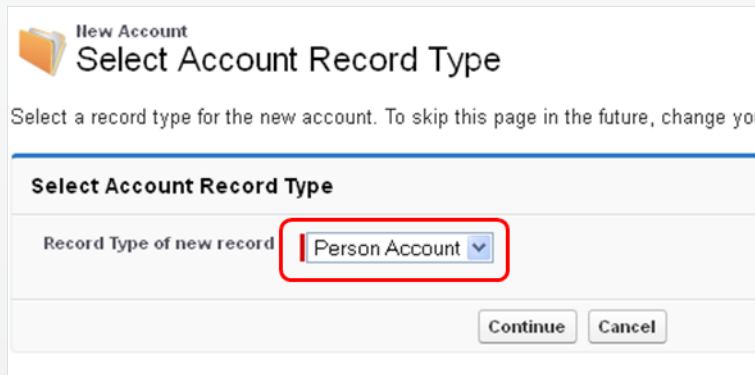 New Account
Select Account Record Type
Select a record type for the new account. To skip this page in the future, change
Select Account Record Type
Record Type of new record
Person Account
Continue
Cancel